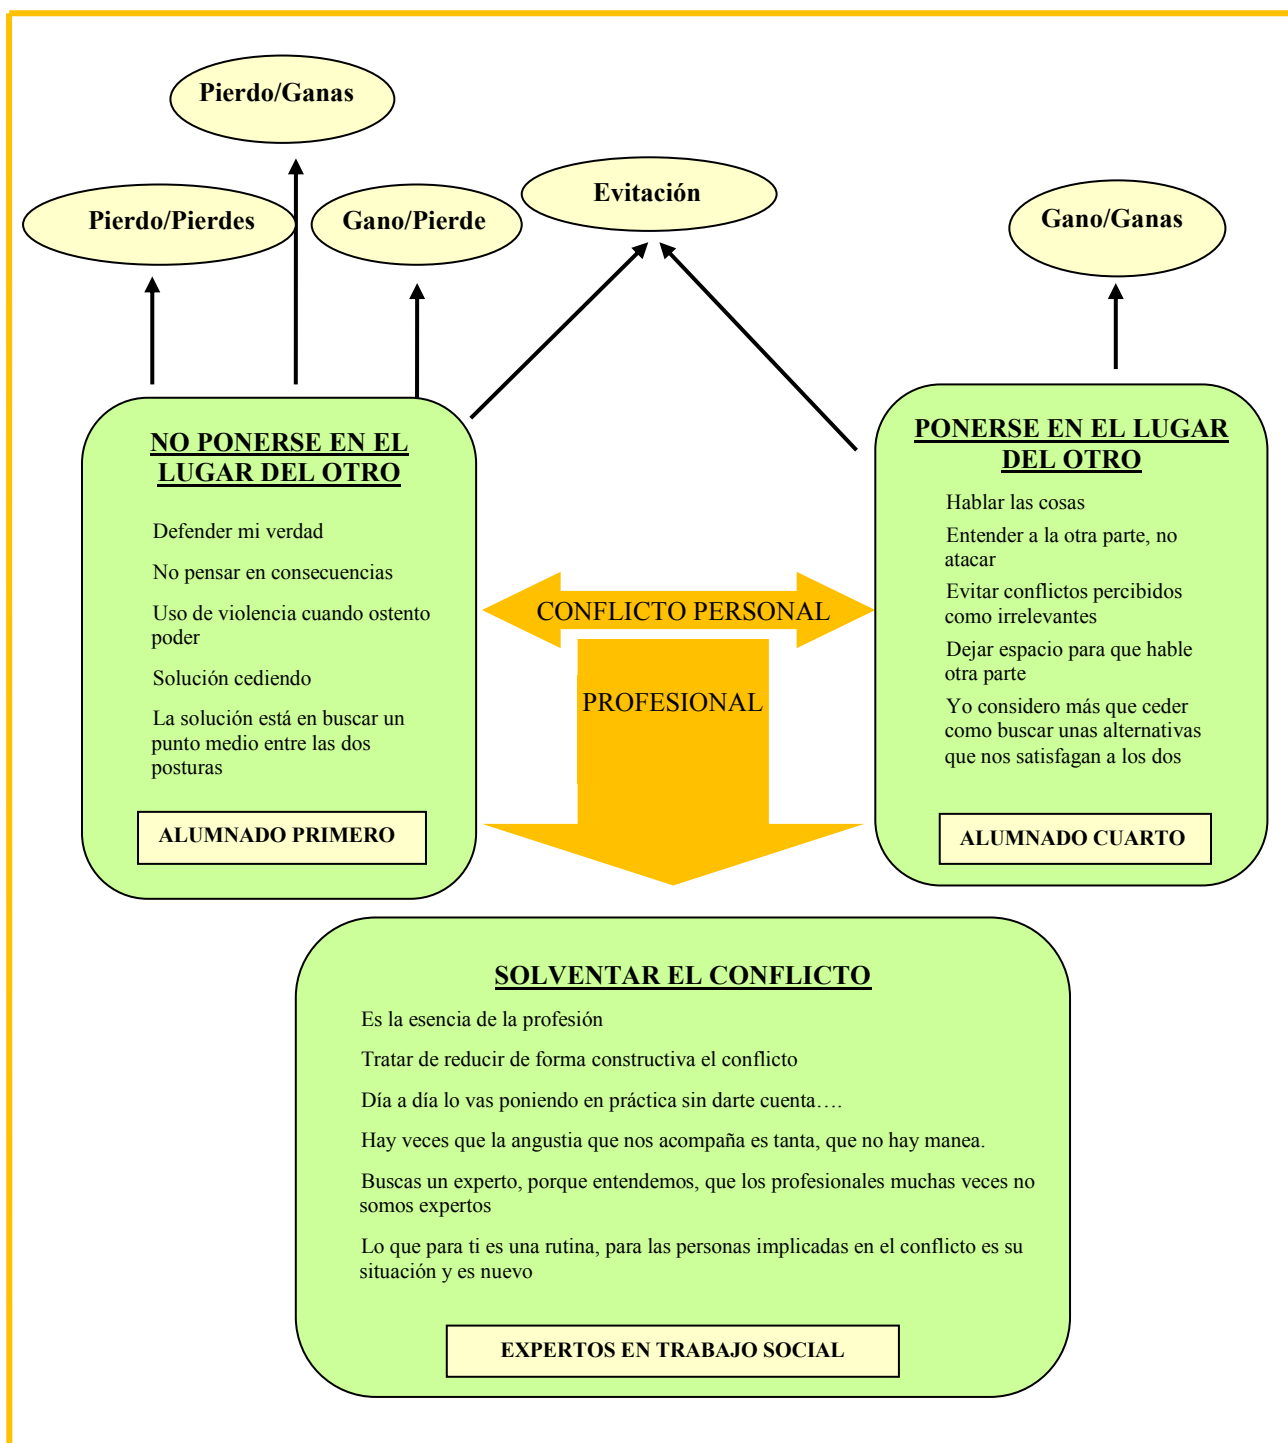 Pierdo/Ganas
Pierdo/Pierdes
Gano/Pierde
Evitación
Gano/Ganas
NO PONERSE EN EL
LUGAR DEL OTRO
Defender mi verdad
No pensar en consecuencias
Uso de violencia cuando ostento
poder
Solución cediendo
La solución está en buscar un
punto medio entre las dos
posturas
ALUMNADO PRIMERO
CONFLICTO PERSONAL
PROFESIONAL
PONERSE EN EL LUGAR
DEL OTRO
Hablar las cosas
Entender a la otra parte, no
atacar
Evitar conflictos percibidos
como irrelevantes
Dejar espacio para que hable
otra parte
Yo considero más que ceder
como buscar unas alternativas
que nos satisfagan a los dos
ALUMNADO CUARTO
SOLVENTAR EL CONFLICTO
Es la esencia de la profesión
Tratar de reducir de forma constructiva el conflicto
Día a día lo vas poniendo en práctica sin darte cuenta….
Hay veces que la angustia que nos acompaña es tanta, que no hay manea.
Buscas un experto, porque entendemos, que los profesionales muchas veces no
somos expertos
Lo que para ti es una rutina, para las personas implicadas en el conflicto es su
situación y es nuevo
EXPERTOS EN TRABAJO SOCIAL